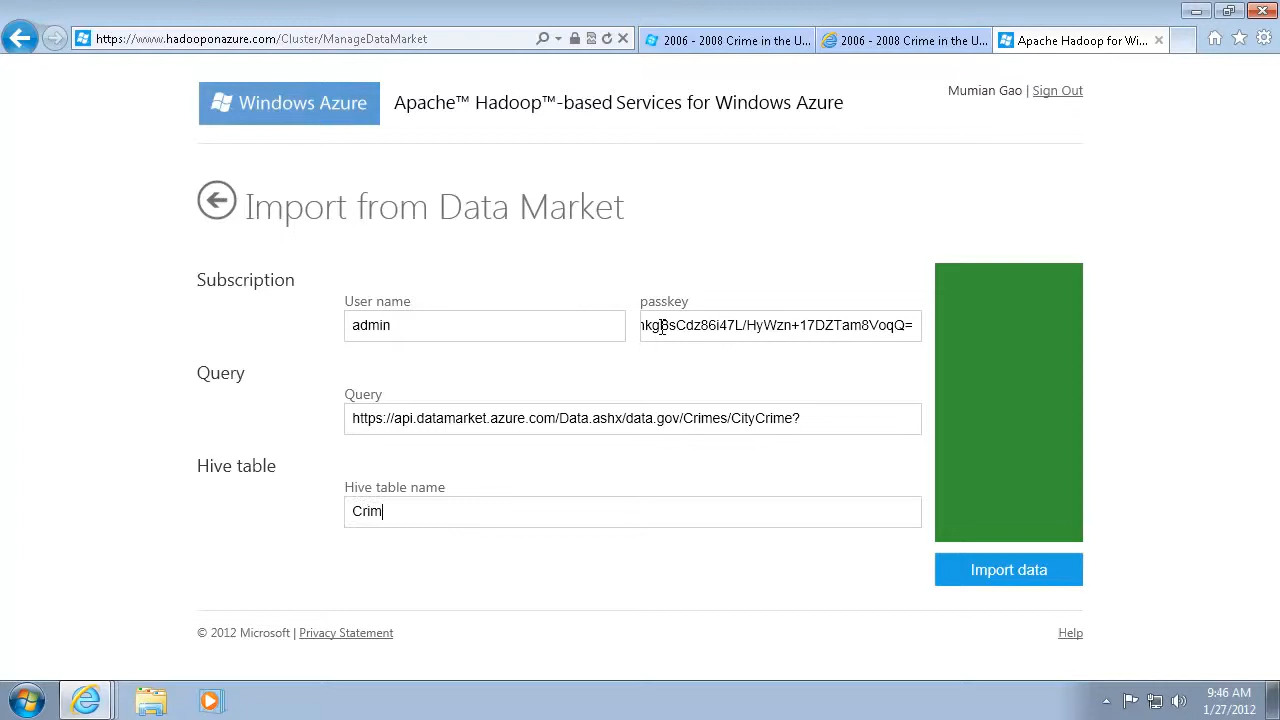 https://www.hadooponazure.com/Cluster/ManageDataMarket
2006 - 2008 Crime in the U...
2006 - 2008 Crime in the U...
Apache Hadoop for Wi...
Windows Azure
Apache™ Hadoop™-based Services for Windows Azure
Mumian Gao | Sign Out
Import from Data Market
Subscription
User name
passkey
admin
Query
Query
https://api.datamarket.azure.com/Data.ashx/data.gov/Crimes/CityCrime?
Hive table
Hive table name
Crim
Import data
© 2012 Microsoft | Privacy Statement
Help
9:46 AM
1/27/2012